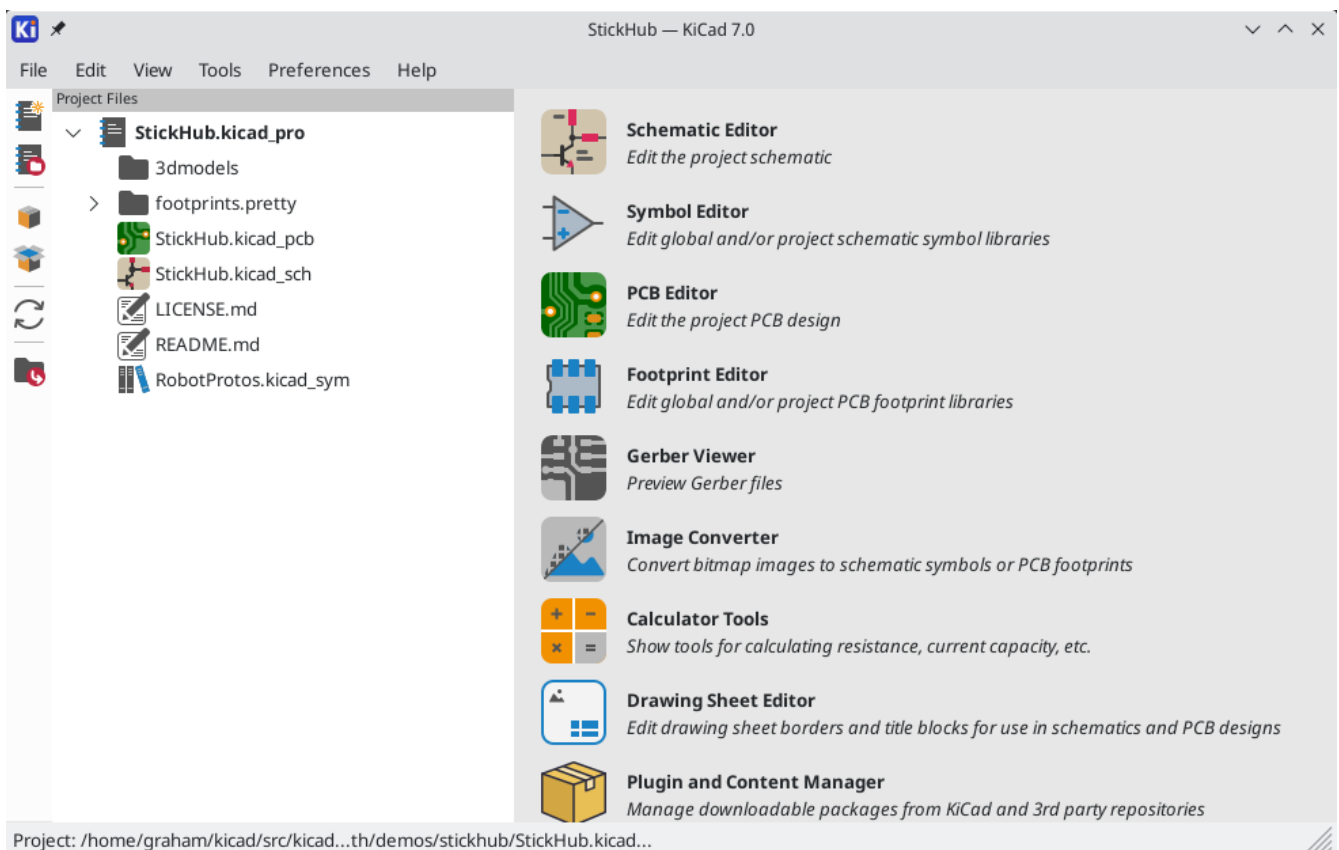 Ki
StickHub — KiCad 7.0
File Edit View Tools Preferences Help
Project Files
StickHub.kicad_pro
3dmodels
footprints.pretty
StickHub.kicad_pcb
StickHub.kicad_sch
LICENSE.md
README.md
RobotProtos.kicad_sym
Schematic Editor
Edit the project schematic
Symbol Editor
Edit global and/or project schematic symbol libraries
PCB Editor
Edit the project PCB design
Footprint Editor
Edit global and/or project PCB footprint libraries
Gerber Viewer
Preview Gerber files
Image Converter
Convert bitmap images to schematic symbols or PCB footprints
Calculator Tools
Show tools for calculating resistance, current capacity, etc.
Drawing Sheet Editor
Edit drawing sheet borders and title blocks for use in schematics and PCB designs
Plugin and Content Manager
Manage downloadable packages from KiCad and 3rd party repositories
Project: /home/graham/kicad/src/kicad...th/demos/stickhub/StickHub.kicad...